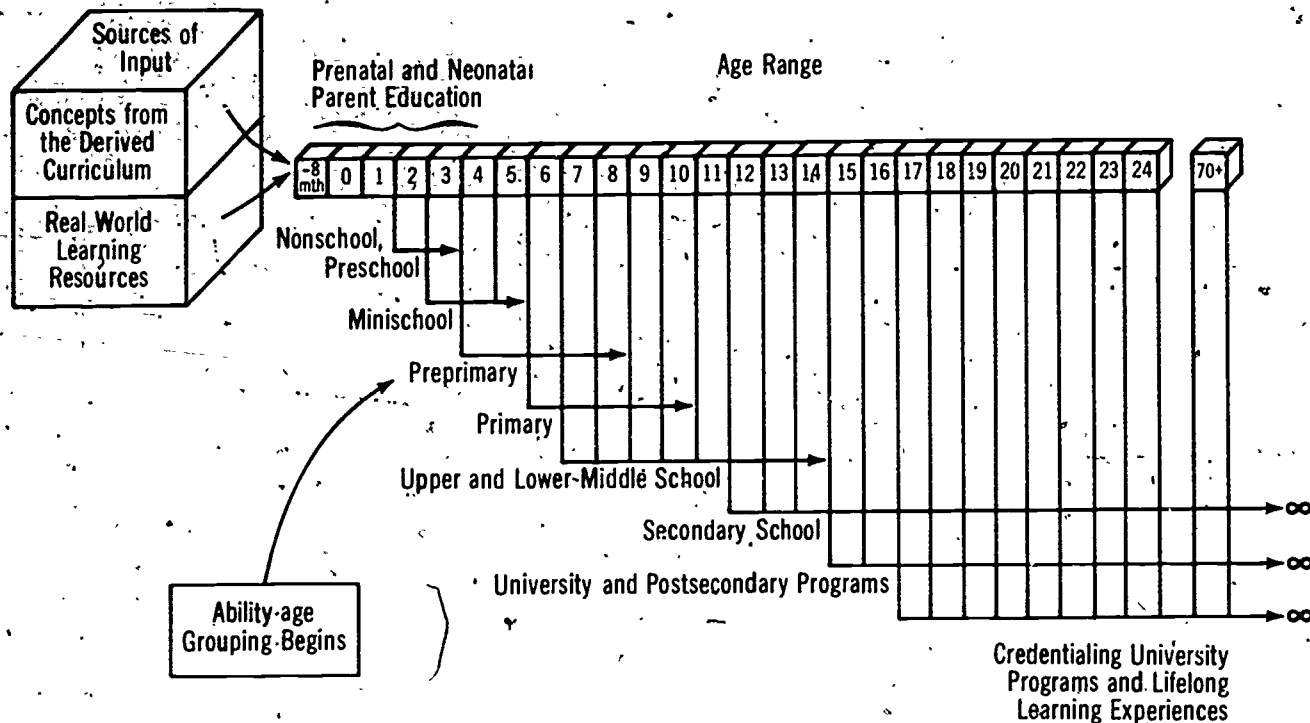 Sources of
Input
Concepts from
the Derived
Curriculum
Real World
Learning
Resources
Prenatal and Neonatal
Parent Education
Age Range
-8 mth 0 1 2 3 4 5 6 7 8 9 10 11 12 13 14 15 16 17 18 19 20 21 22 23 24 70+
Nonschool,
Preschool
Minischool
Preprimary
Primary
Upper and Lower-Middle School
Secondary School
∞
University and Postsecondary Programs
∞
∞
Ability-age
Grouping Begins
Credentialing University
Programs and Lifelong
Learning Experiences